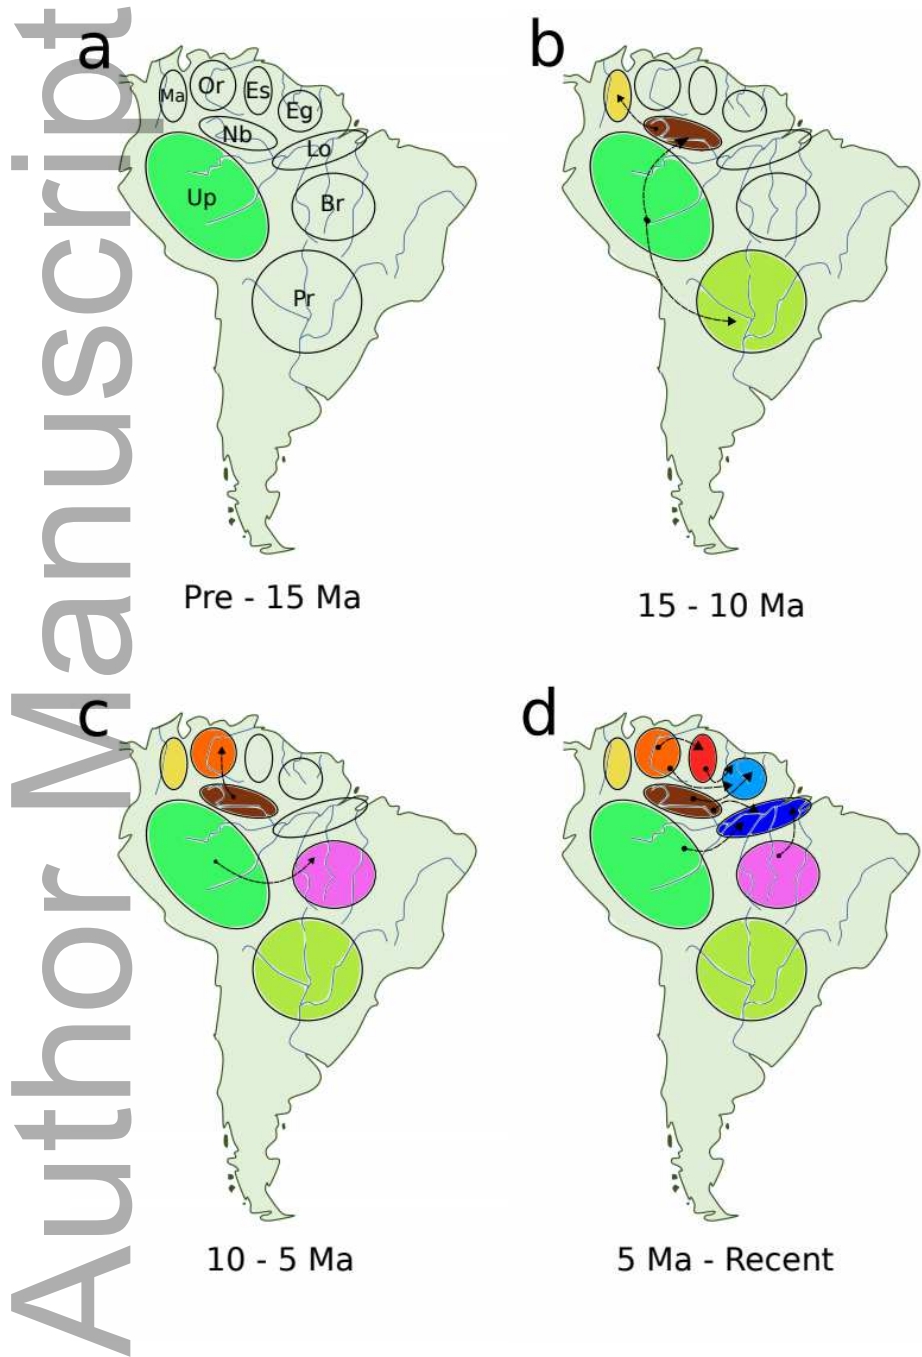 Author Manuscript
a
Ma
Or
Es
Eg
Nb
Lo
Up
Br
Pr
Pre - 15 Ma
b
15 - 10 Ma
c
10 - 5 Ma
d
5 Ma - Recent